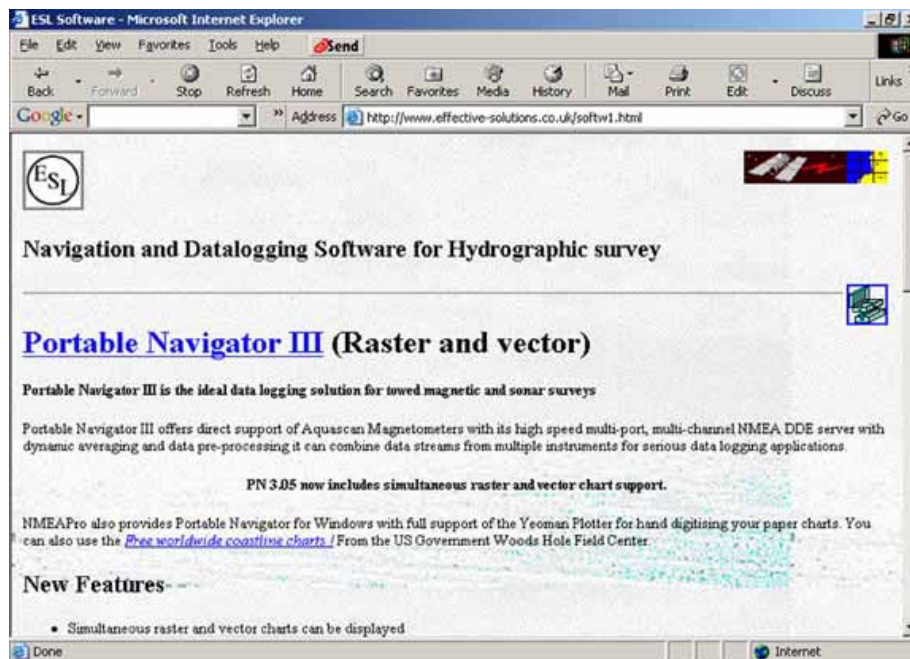 ESL Software - Microsoft Internet Explorer
File Edit View Favorites Tools Help Send
Back Forward Stop Refresh Home Search Favorites Media History Mail Print Edit Discuss Links
Google Address http://www.effective-solutions.co.uk/softw1.html Go
ESL
Navigation and Datalogging Software for Hydrographic survey
Portable Navigator III (Raster and vector)
Portable Navigator III is the ideal data logging solution for towed magnetic and sonar surveys
Portable Navigator III offers direct support of Aquascan Magnetometers with its high speed multi-port, multi-channel NMEA DDE server with
dynamic averaging and data pre-processing it can combine data streams from multiple instruments for serious data logging applications.
PN 3.05 now includes simultaneous raster and vector chart support.
NMEAPro also provides Portable Navigator for Windows with full support of the Yeoman Plotter for hand digitising your paper charts. You
can also use the Free worldwide coastline charts ! From the US Government Woods Hole Field Center.
New Features
• Simultaneous raster and vector charts can be displayed
Done Internet